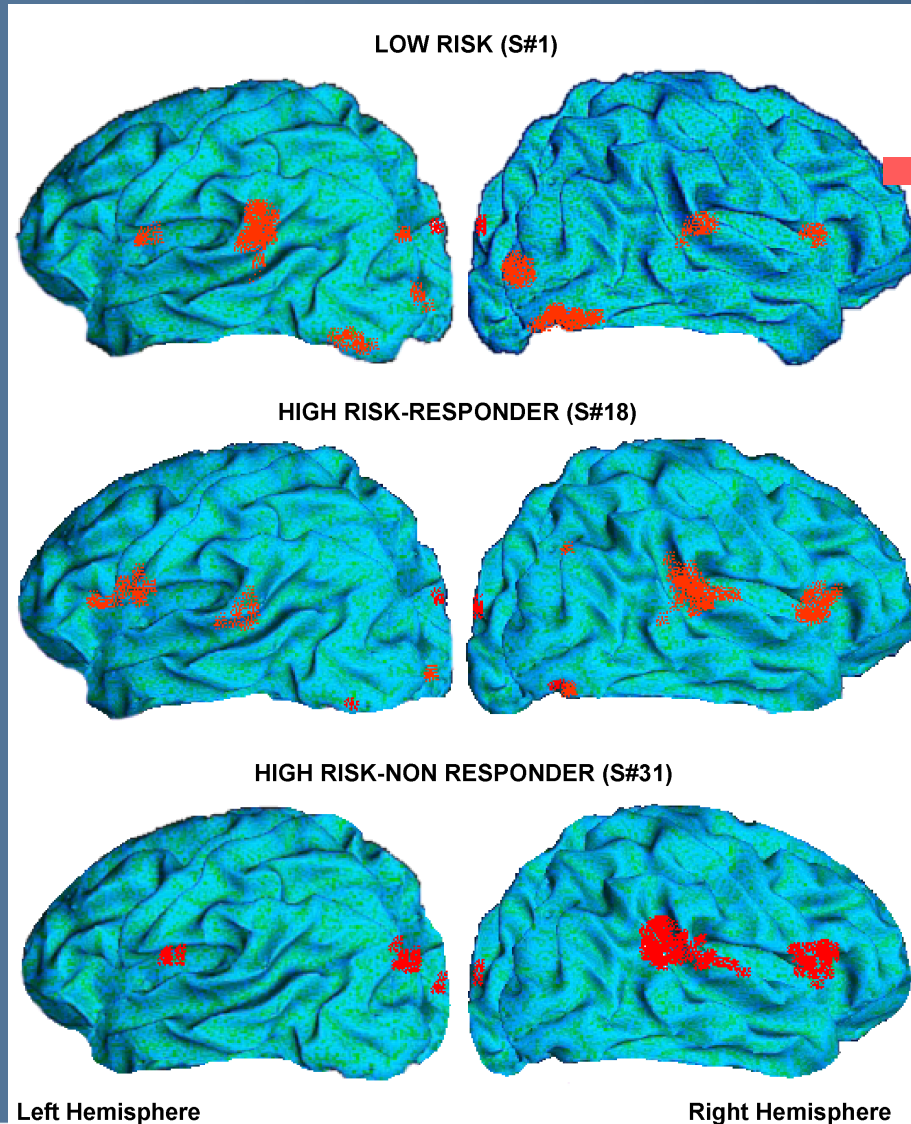 LOW RISK (S#1)
HIGH RISK-RESPONDER (S#18)
HIGH RISK-NON RESPONDER (S#31)
Left Hemisphere
Right Hemisphere